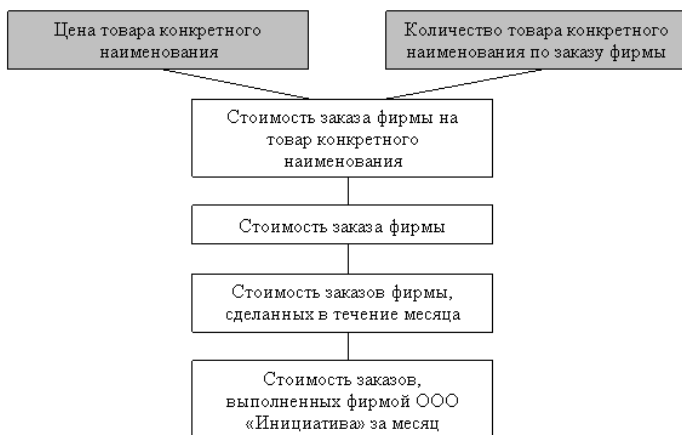 Цена товара конкретного
наименования
Количество товара конкретного
наименования по заказу фирмы
Стоимость заказа фирмы на
товар конкретного
наименования
Стоимость заказа фирмы
Стоимость заказов фирмы,
сделанных в течение месяца
Стоимость заказов,
выполненных фирмой ООО
«Инициатива» за месяц